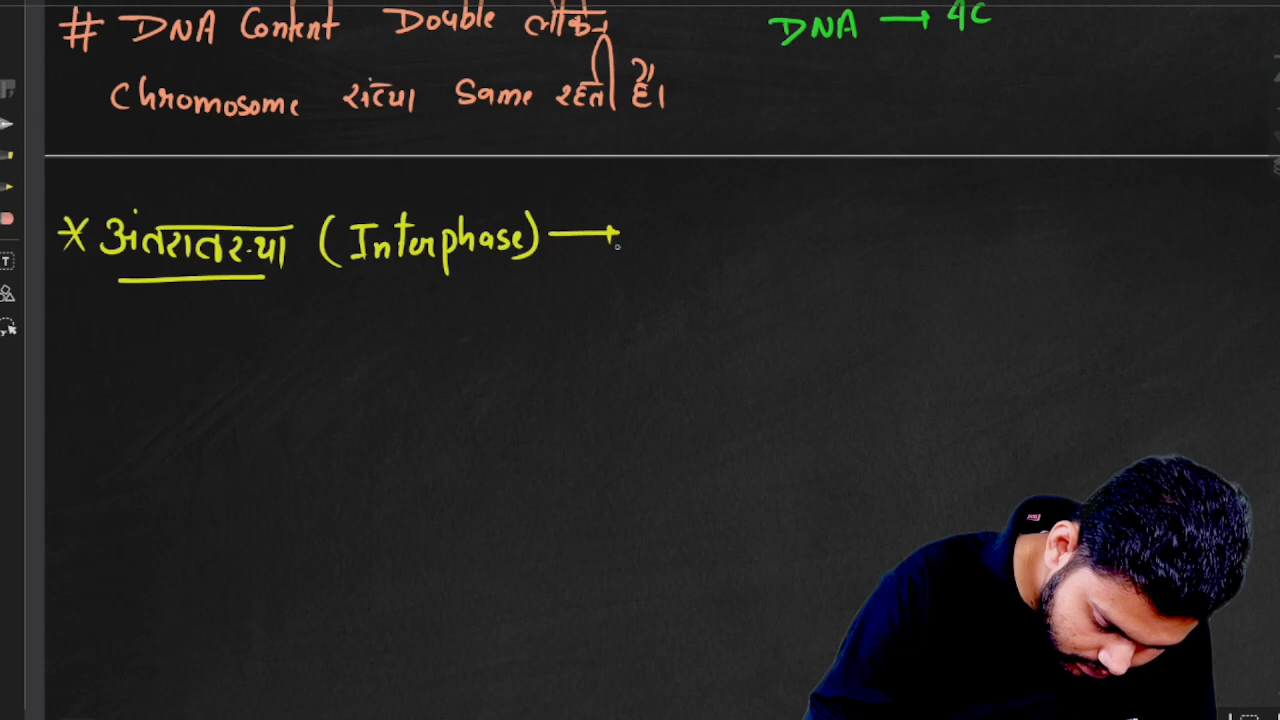 # DNA Content Double लेकिन
DNA → 4C
Chromosome संख्या Same रहती है।
* अंतरावस्था (Interphase) →